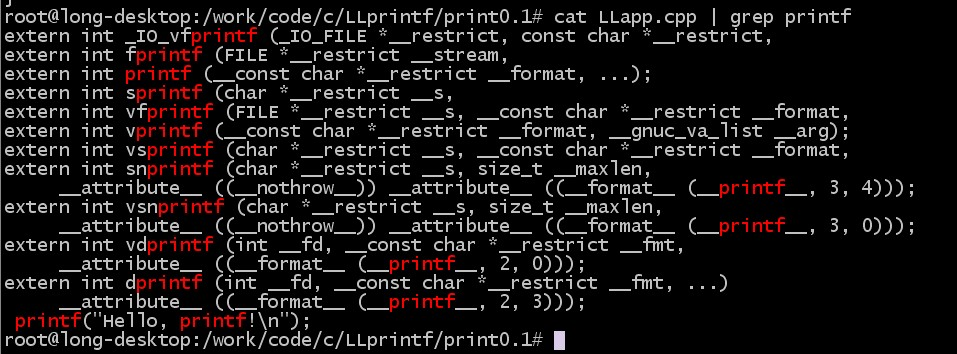 root@long-desktop:/work/code/c/LLprintf/print0.1# cat LLapp.cpp | grep printf
extern int _IO_vfprintf (_IO_FILE *__restrict, const char *__restrict,
extern int fprintf (FILE *__restrict __stream,
extern int printf (__const char *__restrict __format, ...);
extern int sprintf (char *__restrict __s,
extern int vfprintf (FILE *__restrict __s, __const char *__restrict __format,
extern int vprintf (__const char *__restrict __format, __gnuc_va_list __arg);
extern int vsprintf (char *__restrict __s, __const char *__restrict __format,
extern int snprintf (char *__restrict __s, size_t __maxlen,
     __attribute__ ((__nothrow__)) __attribute__ ((__format__ (__printf__, 3, 4)));
extern int vsnprintf (char *__restrict __s, size_t __maxlen,
     __attribute__ ((__nothrow__)) __attribute__ ((__format__ (__printf__, 3, 0)));
extern int vdprintf (int __fd, __const char *__restrict __fmt,
     __attribute__ ((__format__ (__printf__, 2, 0)));
extern int dprintf (int __fd, __const char *__restrict __fmt, ...)
     __attribute__ ((__format__ (__printf__, 2, 3)));
 printf("Hello, printf!\n");
root@long-desktop:/work/code/c/LLprintf/print0.1#